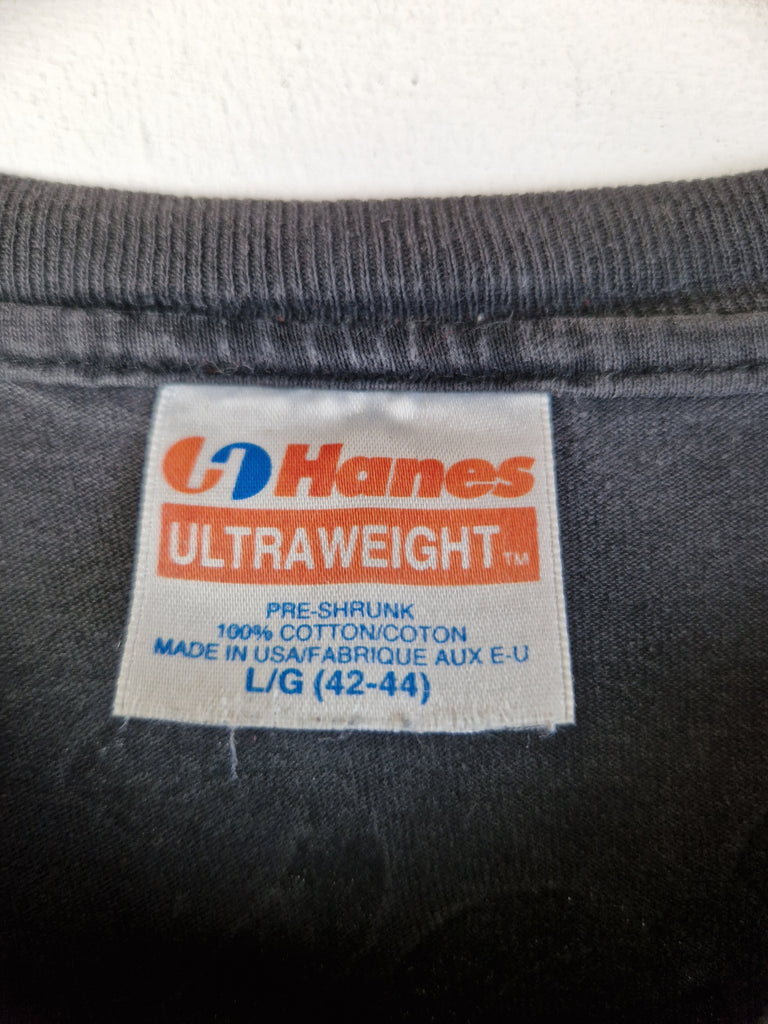 Hanes
ULTRAWEIGHT™
PRE-SHRUNK
100% COTTON/COTON
MADE IN USA/FABRIQUE AUX E-U
L/G (42-44)